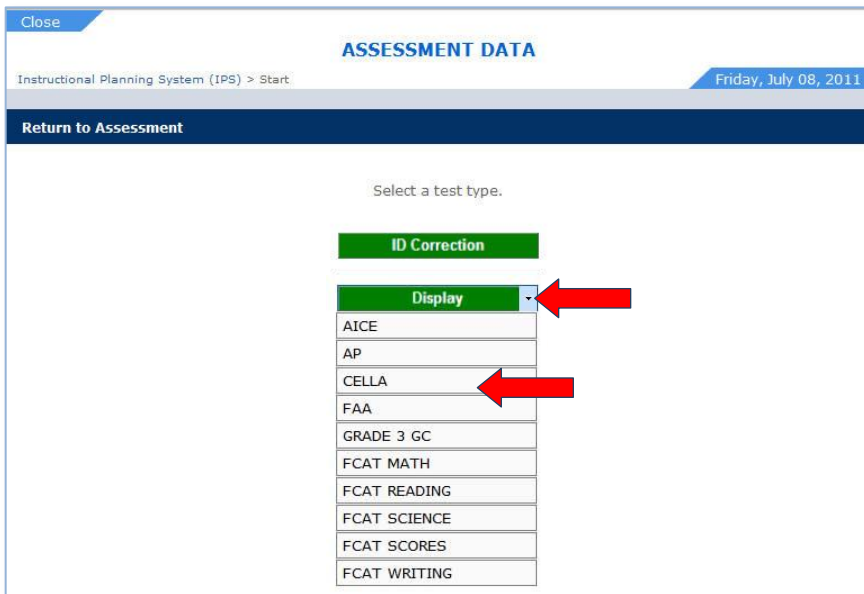 Close
ASSESSMENT DATA
Instructional Planning System (IPS) > Start
Friday, July 08, 2011
Return to Assessment
Select a test type.
ID Correction
Display
AICE
AP
CELLA
FAA
GRADE 3 GC
FCAT MATH
FCAT READING
FCAT SCIENCE
FCAT SCORES
FCAT WRITING